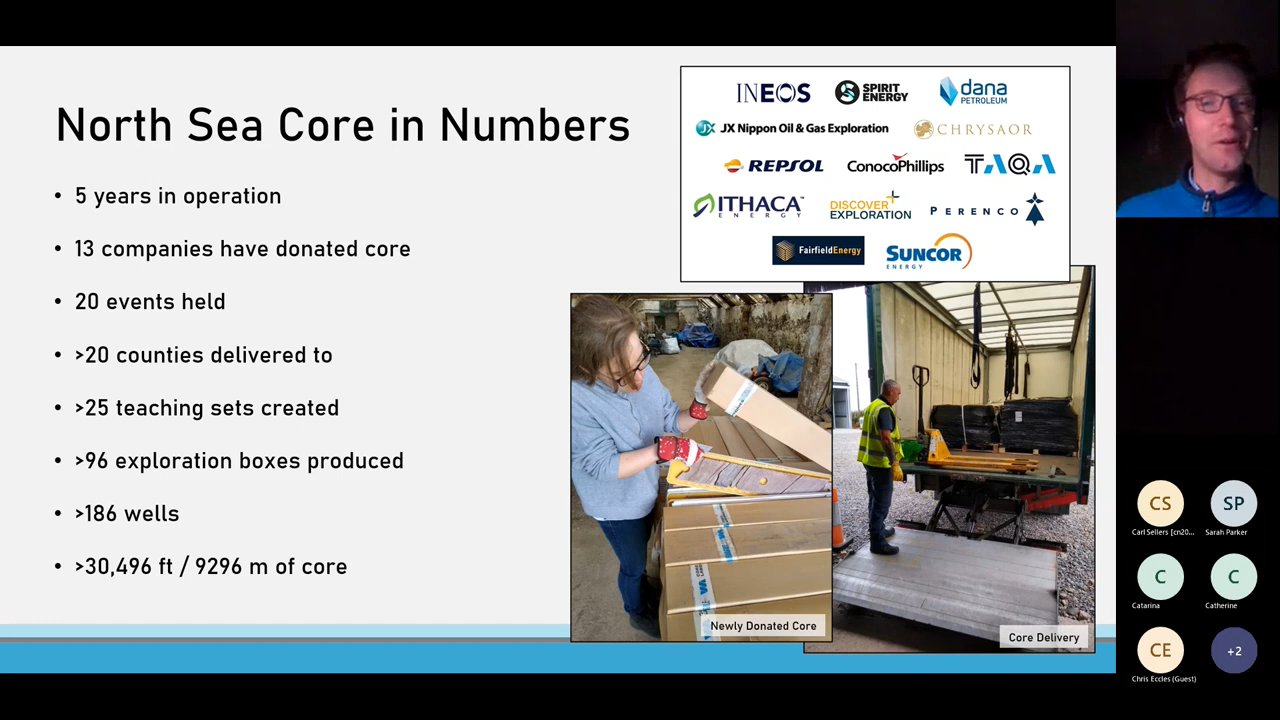 North Sea Core in Numbers
• 5 years in operation
• 13 companies have donated core
• 20 events held
• >20 counties delivered to
• >25 teaching sets created
• >96 exploration boxes produced
• >186 wells
• >30,496 ft / 9296 m of core
INEOS
SPIRIT
ENERGY
dana
PETROLEUM
JX JX Nippon Oil & Gas Exploration
CHRYSAOR
REPSOL
ConocoPhillips
TAQA
ITHACA™
ENERGY
DISCOVER
EXPLORATION
PERENCO
FairfieldEnergy
SUNCOR
ENERGY
Newly Donated Core
Core Delivery
CS
Carl Sellers [cn20...
SP
Sarah Parker
C
Catarina
C
Catherine
CE
Chris Eccles (Guest)
+2